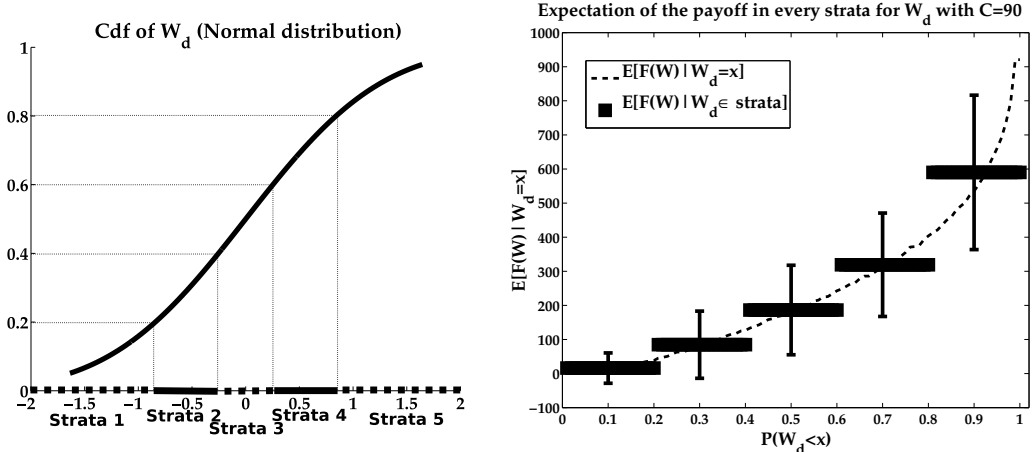 Cdf of W_d (Normal distribution)
1
0.8
0.6
0.4
0.2
0
-2 -1.5 -1 -0.5 0 0.5 1 1.5 2
Strata 1 Strata 2 Strata 3 Strata 4 Strata 5
Expectation of the payoff in every strata for W_d with C=90
E[F(W) | W_d=x]
E[F(W) | W_d∈ strata]
E[F(W) | W_d=x]
1000
900
800
700
600
500
400
300
200
100
0
-100
0 0.1 0.2 0.3 0.4 0.5 0.6 0.7 0.8 0.9 1
P(W_d<x)